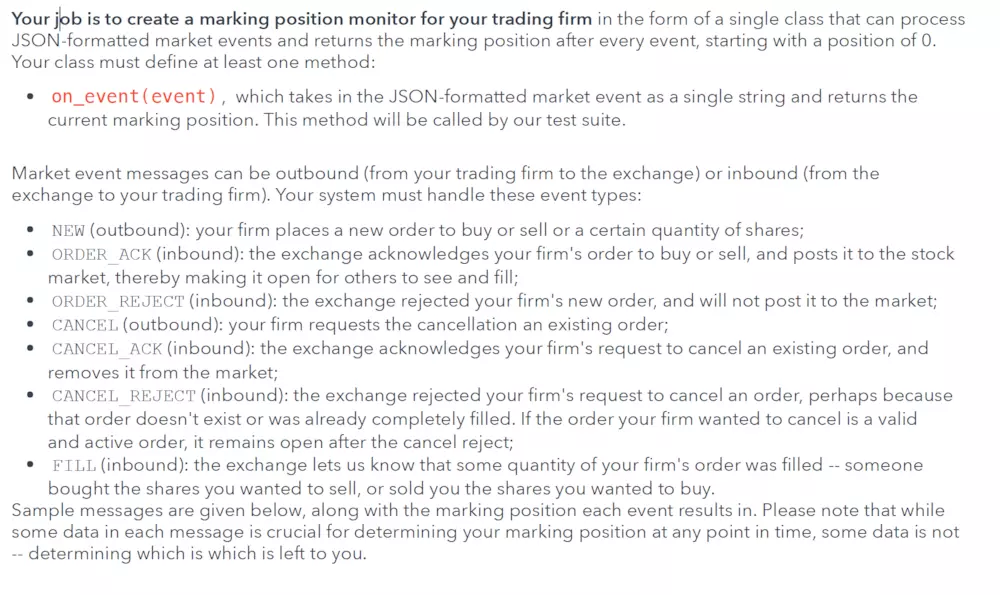 Your job is to create a marking position monitor for your trading firm in the form of a single class that can process
JSON-formatted market events and returns the marking position after every event, starting with a position of 0.
Your class must define at least one method:
• on_event(event), which takes in the JSON-formatted market event as a single string and returns the
current marking position. This method will be called by our test suite.
Market event messages can be outbound (from your trading firm to the exchange) or inbound (from the
exchange to your trading firm). Your system must handle these event types:
• NEW (outbound): your firm places a new order to buy or sell or a certain quantity of shares;
• ORDER_ACK (inbound): the exchange acknowledges your firm's order to buy or sell, and posts it to the stock
market, thereby making it open for others to see and fill;
• ORDER_REJECT (inbound): the exchange rejected your firm's new order, and will not post it to the market;
• CANCEL (outbound): your firm requests the cancellation an existing order;
• CANCEL_ACK (inbound): the exchange acknowledges your firm's request to cancel an existing order, and
removes it from the market;
• CANCEL_REJECT (inbound): the exchange rejected your firm's request to cancel an order, perhaps because
that order doesn't exist or was already completely filled. If the order your firm wanted to cancel is a valid
and active order, it remains open after the cancel reject;
• FILL (inbound): the exchange lets us know that some quantity of your firm's order was filled -- someone
bought the shares you wanted to sell, or sold you the shares you wanted to buy.
Sample messages are given below, along with the marking position each event results in. Please note that while
some data in each message is crucial for determining your marking position at any point in time, some data is not
-- determining which is which is left to you.